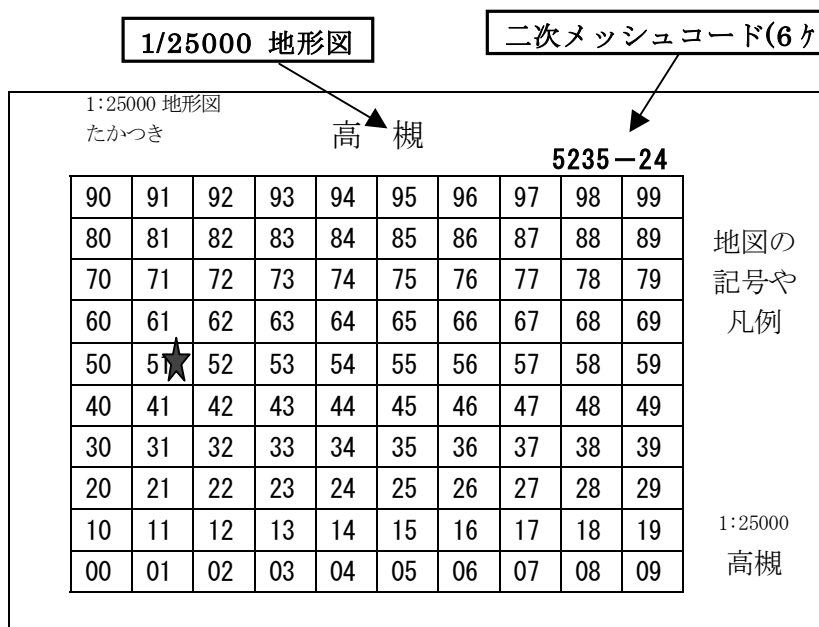 1/25000 地形図
二次メッシュコード(6ケ
1:25000 地形図
たかつき
高 槻
5235－24
90 91 92 93 94 95 96 97 98 99
80 81 82 83 84 85 86 87 88 89
70 71 72 73 74 75 76 77 78 79
60 61 62 63 64 65 66 67 68 69
50 51 52 53 54 55 56 57 58 59
40 41 42 43 44 45 46 47 48 49
30 31 32 33 34 35 36 37 38 39
20 21 22 23 24 25 26 27 28 29
10 11 12 13 14 15 16 17 18 19
00 01 02 03 04 05 06 07 08 09
地図の
記号や
凡例
1:25000
高槻